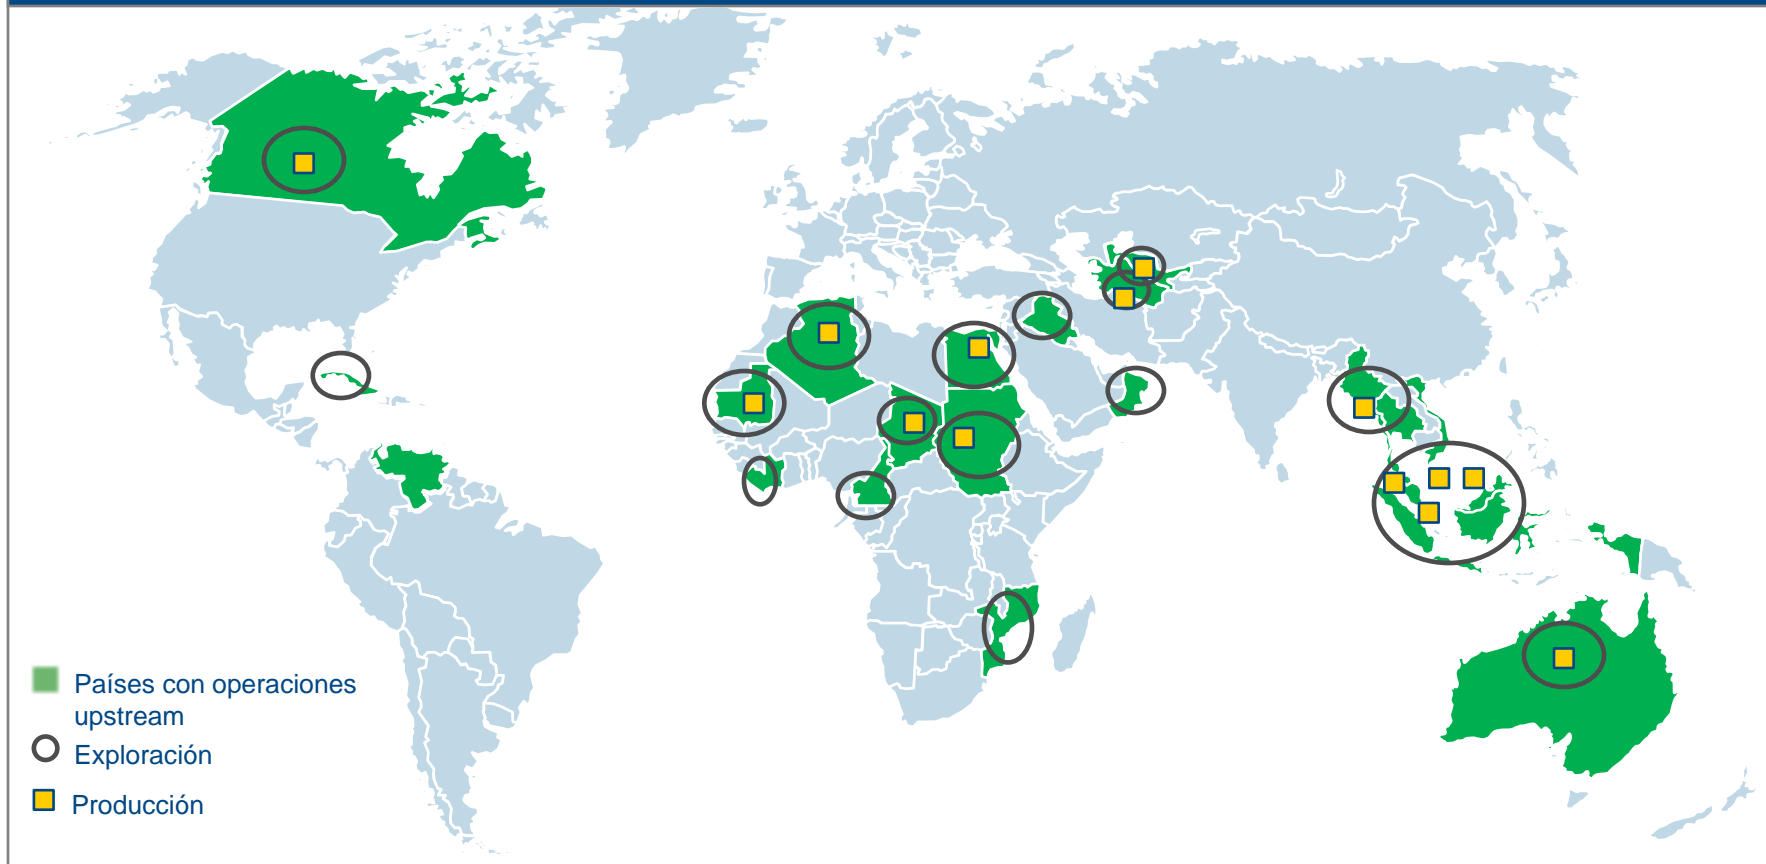 Países con operaciones
upstream
Exploración
Producción